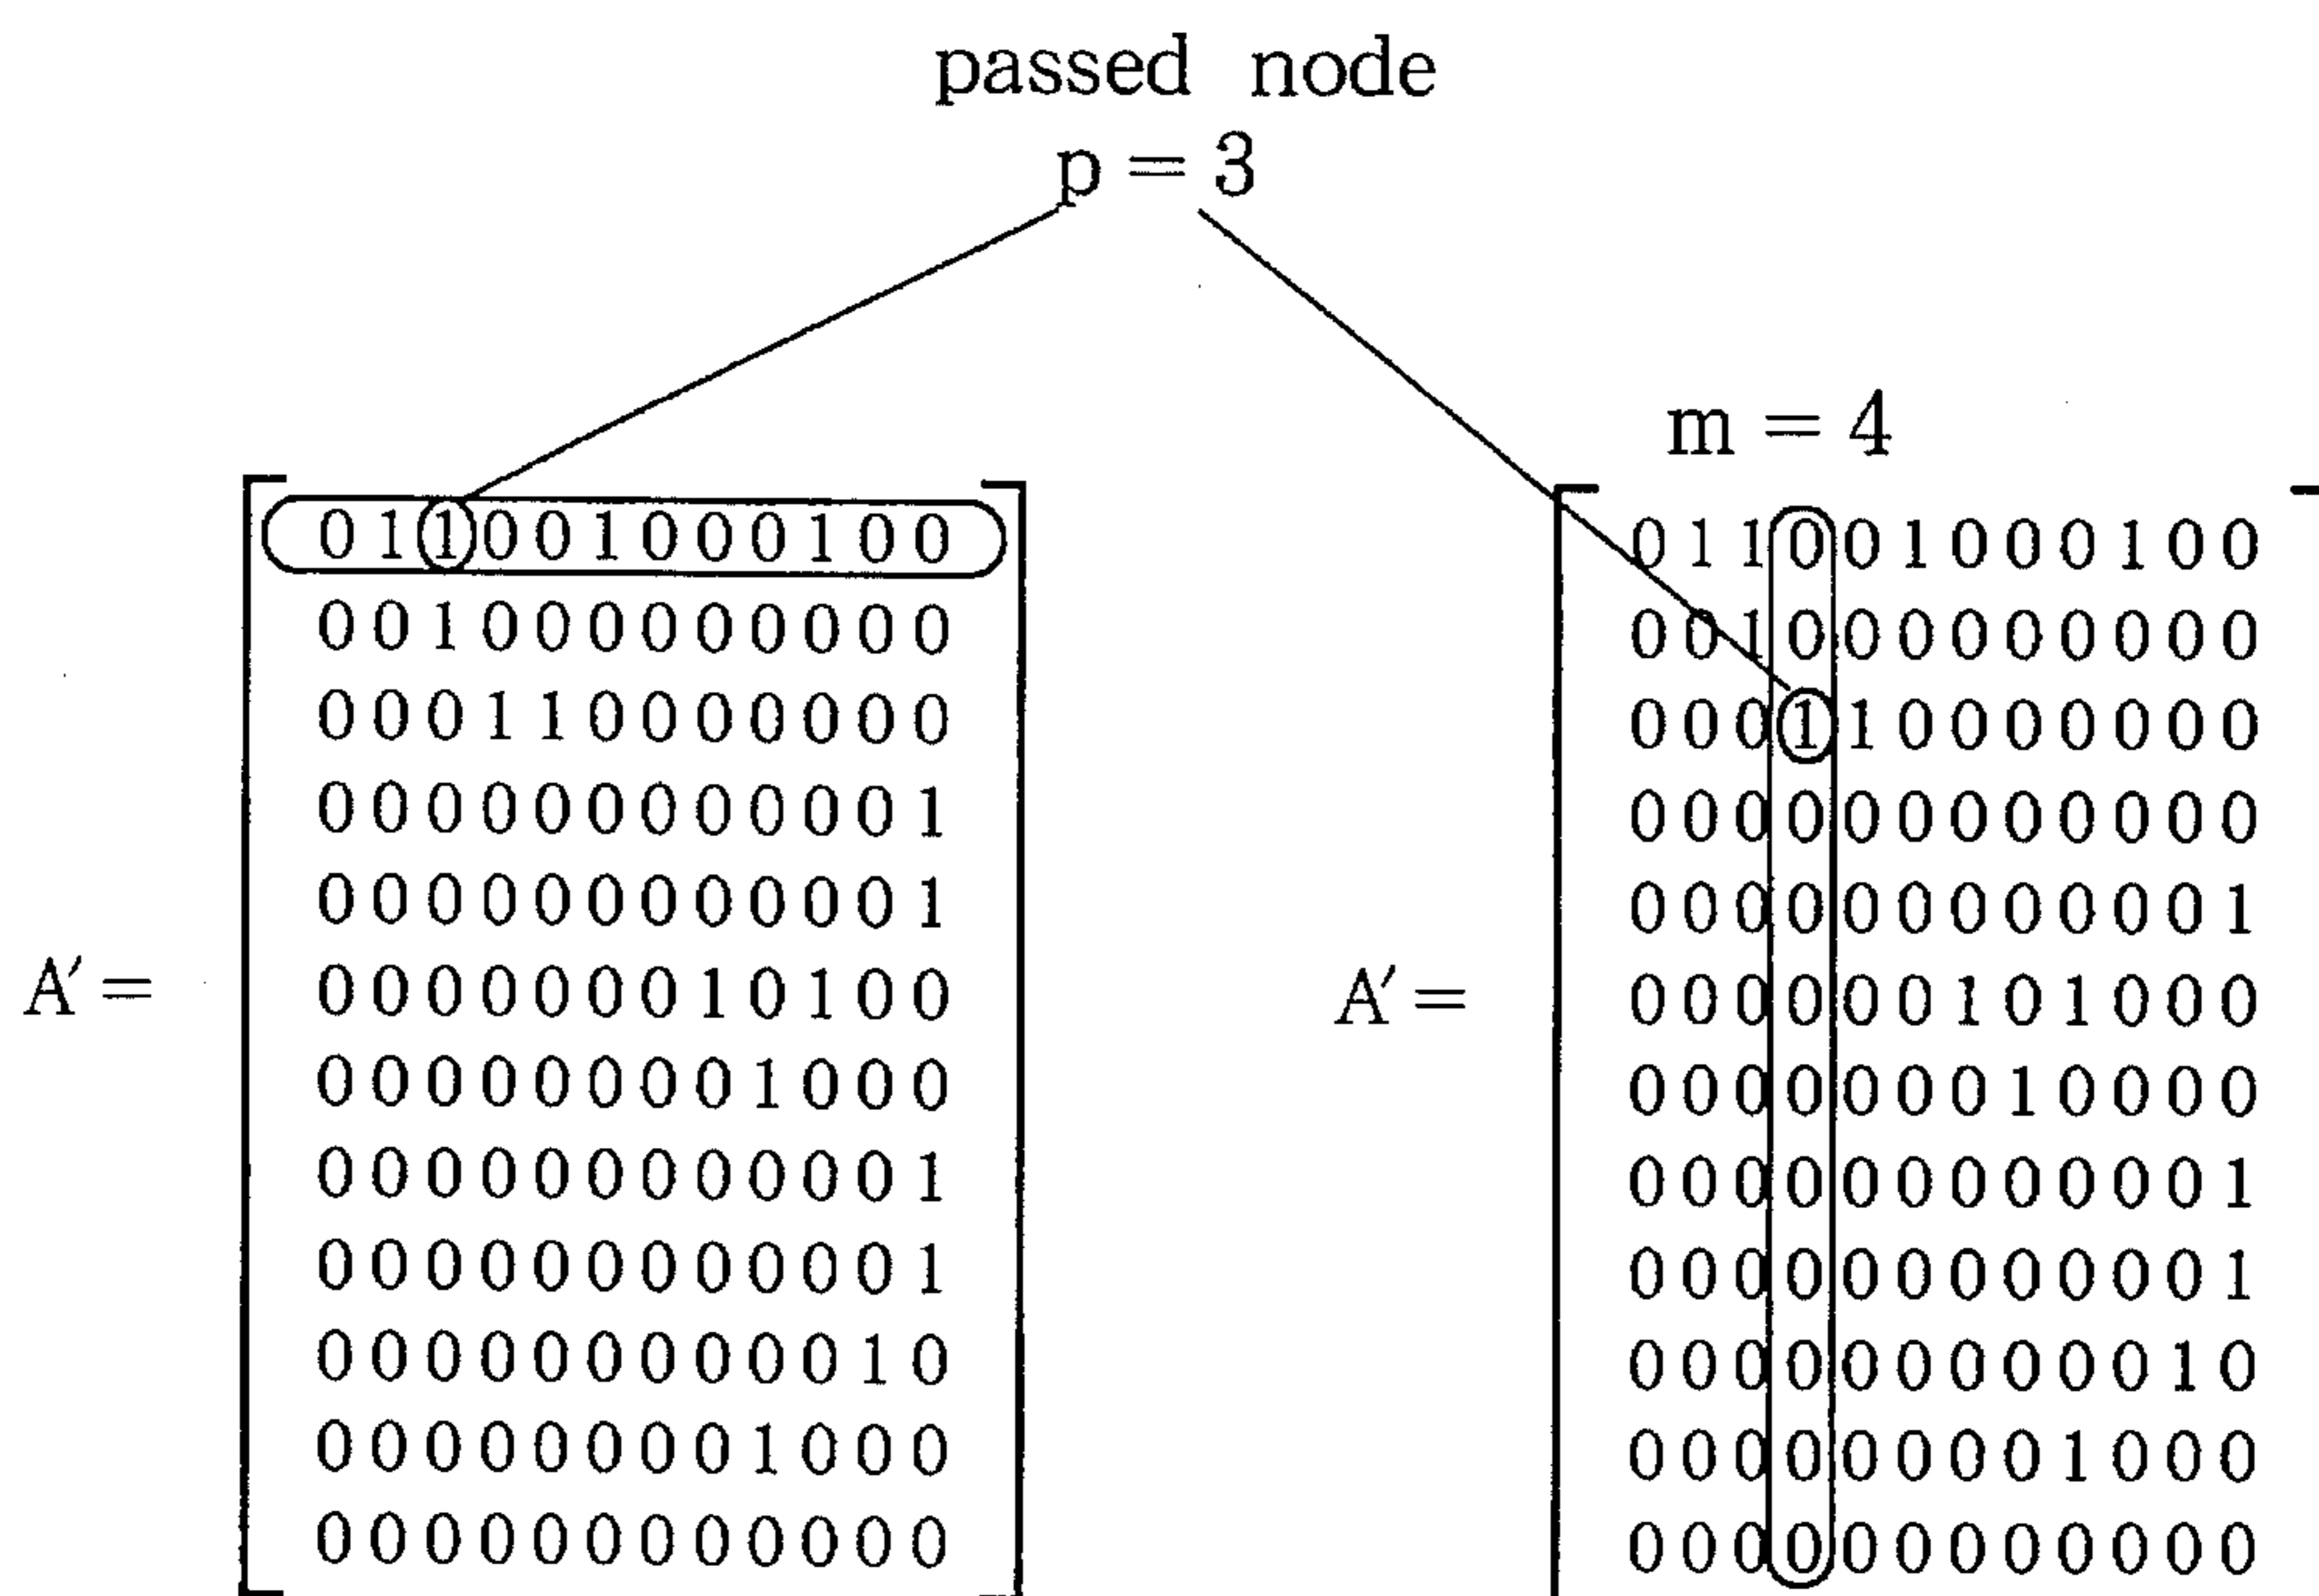 passed node
p = 3
A′ =
0 1 1 0 0 1 0 0 0 1 0 0
0 0 1 0 0 0 0 0 0 0 0 0
0 0 0 1 1 0 0 0 0 0 0 0
0 0 0 0 0 0 0 0 0 0 0 1
0 0 0 0 0 0 0 0 0 0 0 1
0 0 0 0 0 0 0 1 0 1 0 0
0 0 0 0 0 0 0 0 1 0 0 0
0 0 0 0 0 0 0 0 0 0 0 1
0 0 0 0 0 0 0 0 0 0 0 1
0 0 0 0 0 0 0 0 0 0 1 0
0 0 0 0 0 0 0 0 1 0 0 0
0 0 0 0 0 0 0 0 0 0 0 0
m = 4
A′ =
0 1 1 0 0 1 0 0 0 1 0 0
0 0 1 0 0 0 0 0 0 0 0 0
0 0 0 1 1 0 0 0 0 0 0 0
0 0 0 0 0 0 0 0 0 0 0 0
0 0 0 0 0 0 0 0 0 0 0 1
0 0 0 0 0 0 1 0 1 0 0 0
0 0 0 0 0 0 0 1 0 0 0 0
0 0 0 0 0 0 0 0 0 0 0 1
0 0 0 0 0 0 0 0 0 0 0 1
0 0 0 0 0 0 0 0 0 0 1 0
0 0 0 0 0 0 0 0 1 0 0 0
0 0 0 0 0 0 0 0 0 0 0 0